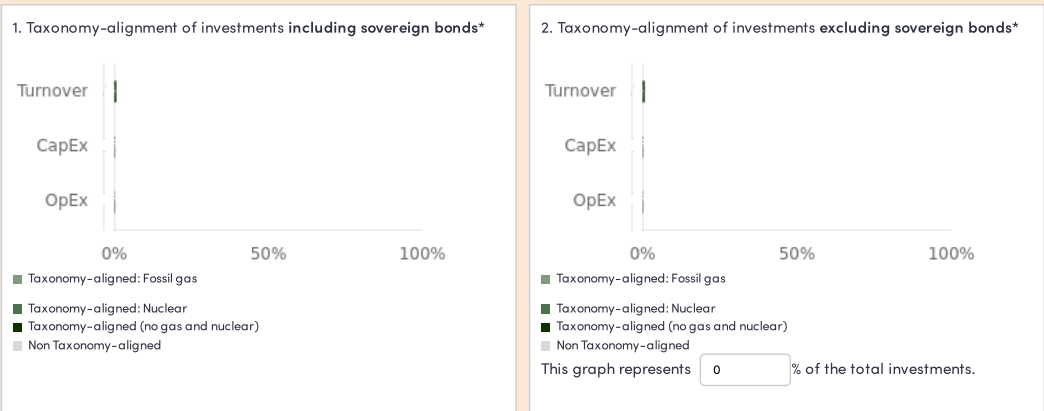 1. Taxonomy-alignment of investments including sovereign bonds*
Turnover
CapEx
OpEx
0% 50% 100%
Taxonomy-aligned: Fossil gas
Taxonomy-aligned: Nuclear
Taxonomy-aligned (no gas and nuclear)
Non Taxonomy-aligned
2. Taxonomy-alignment of investments excluding sovereign bonds*
Turnover
CapEx
OpEx
0% 50% 100%
Taxonomy-aligned: Fossil gas
Taxonomy-aligned: Nuclear
Taxonomy-aligned (no gas and nuclear)
Non Taxonomy-aligned
This graph represents 0 % of the total investments.